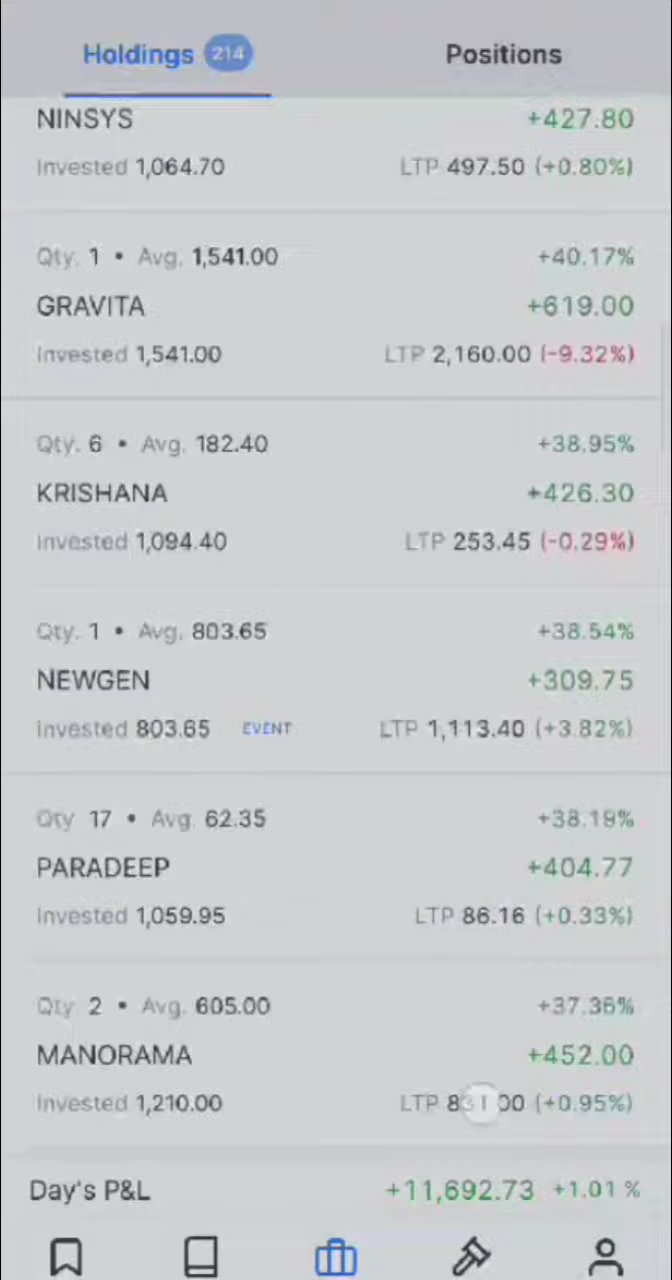 Holdings 214 Positions
NINSYS +427.80
Invested 1,064.70 LTP 497.50 (+0.80%)
Qty. 1 • Avg. 1,541.00 +40.17%
GRAVITA +619.00
Invested 1,541.00 LTP 2,160.00 (-9.32%)
Qty. 6 • Avg. 182.40 +38.95%
KRISHANA +426.30
Invested 1,094.40 LTP 253.45 (-0.29%)
Qty. 1 • Avg. 803.65 +38.54%
NEWGEN +309.75
Invested 803.65 EVENT LTP 1,113.40 (+3.82%)
Qty 17 • Avg. 62.35 +38.19%
PARADEEP +404.77
Invested 1,059.95 LTP 86.16 (+0.33%)
Qty. 2 • Avg. 605.00 +37.36%
MANORAMA +452.00
Invested 1,210.00 LTP 831.00 (+0.95%)
Day's P&L +11,692.73 +1.01 %